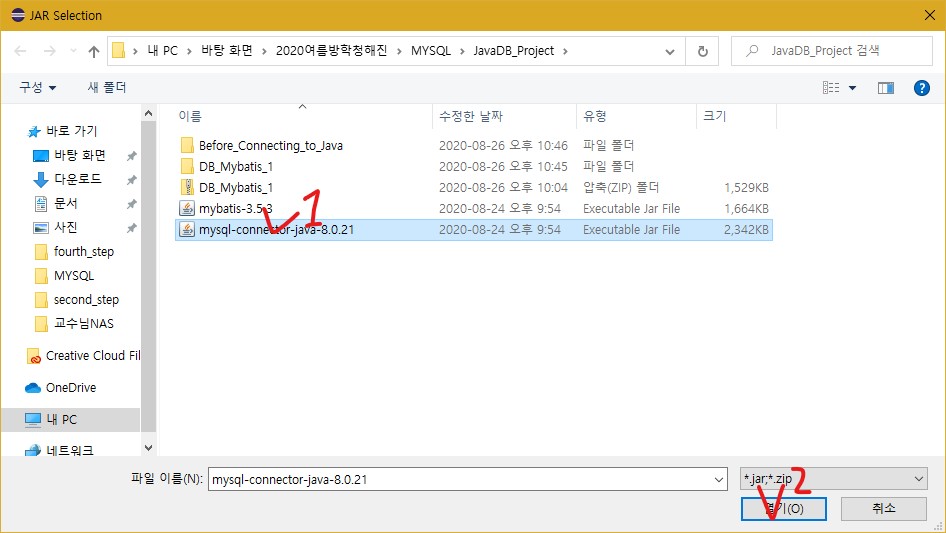 JAR Selection
내 PC > 바탕 화면 > 2020여름방학청해진 > MYSQL > JavaDB_Project >
JavaDB_Project 검색
구성
새 폴더
바로 가기
바탕 화면
다운로드
문서
사진
fourth_step
MYSQL
second_step
교수님NAS
Creative Cloud Fil
OneDrive
내 PC
네트워크
이름 수정한 날짜 유형 크기
Before_Connecting_to_Java 2020-08-26 오후 10:46 파일 폴더
DB_Mybatis_1 2020-08-26 오후 10:45 파일 폴더
DB_Mybatis_1 2020-08-26 오후 10:04 압축(ZIP) 폴더 1,529KB
mybatis-3.5.3 2020-08-24 오후 9:54 Executable Jar File 1,664KB
mysql-connector-java-8.0.21 2020-08-24 오후 9:54 Executable Jar File 2,342KB
1
파일 이름(N):
mysql-connector-java-8.0.21
*.jar;*.zip
2
열기(O)
취소